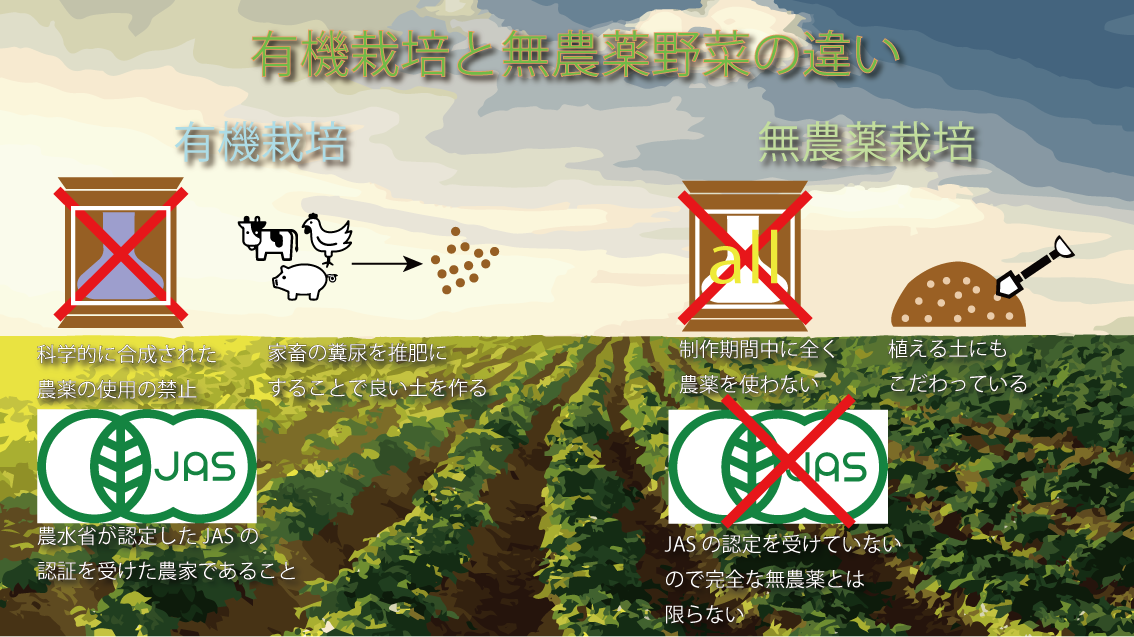 有機栽培と無農薬野菜の違い
有機栽培
科学的に合成された
農薬の使用の禁止
家畜の糞尿を推肥に
することで良い土を作る
JAS
農水省が認定した JAS の
認証を受けた農家であること
無農薬栽培
all
制作期間中に全く
農薬を使わない
植える土にも
こだわっている
JAS
JAS の認定を受けていない
ので完全な無農薬とは
限らない